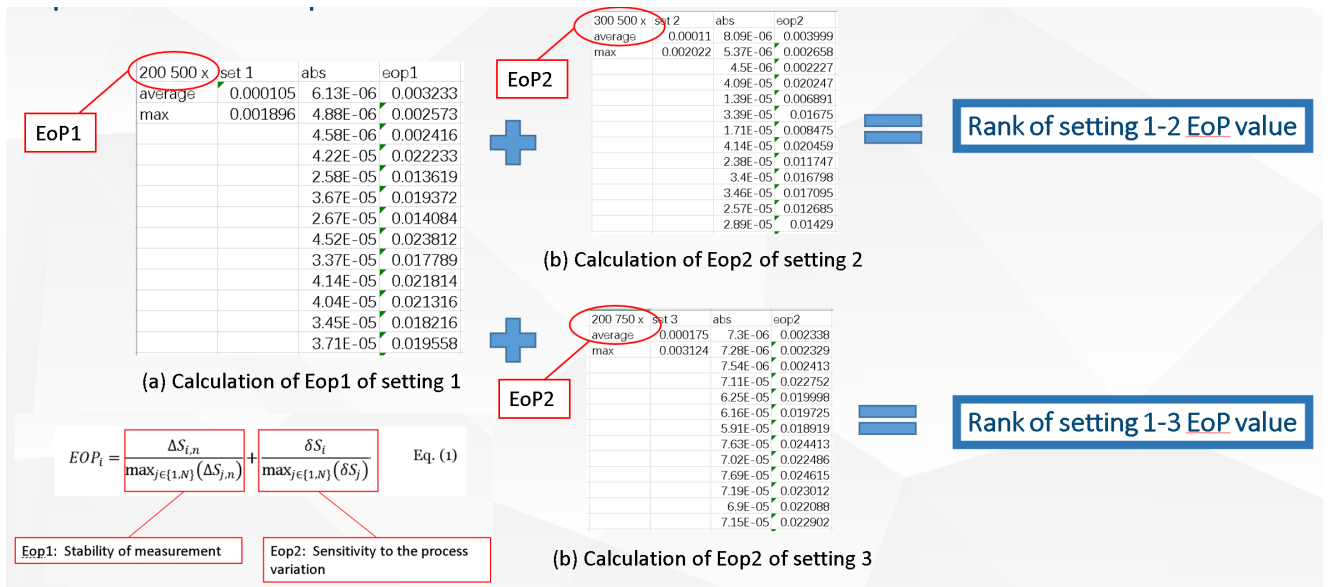 200 500 x set 1 abs eop1
average 0.000105 6.13E-06 0.003233
max 0.001896 4.88E-06 0.002573
4.58E-06 0.002416
4.22E-05 0.022233
2.58E-05 0.013619
3.67E-05 0.019372
2.67E-05 0.014084
4.52E-05 0.023812
3.37E-05 0.017789
4.14E-05 0.021814
4.04E-05 0.021316
3.45E-05 0.018216
3.71E-05 0.019558
EoP1
(a) Calculation of Eop1 of setting 1
300 500 x set 2 abs eop2
average 0.00011 8.09E-06 0.003999
max 0.002022 5.37E-06 0.002658
4.5E-06 0.002227
4.09E-05 0.020247
1.39E-05 0.006891
3.39E-05 0.01675
1.71E-05 0.008475
4.14E-05 0.020459
2.38E-05 0.011747
3.4E-05 0.016798
3.46E-05 0.017095
2.57E-05 0.012685
2.89E-05 0.01429
EoP2
(b) Calculation of Eop2 of setting 2
Rank of setting 1-2 EoP value
200 750 x set 3 abs eop2
average 0.000175 7.3E-06 0.002338
max 0.003124 7.28E-06 0.002329
7.54E-06 0.002413
7.11E-05 0.022752
6.25E-05 0.019998
6.16E-05 0.019725
5.91E-05 0.018919
7.63E-05 0.024413
7.02E-05 0.022486
7.69E-05 0.024615
7.19E-05 0.023012
6.9E-05 0.022088
7.15E-05 0.022902
EoP2
(b) Calculation of Eop2 of setting 3
Rank of setting 1-3 EoP value
EOP_i = ΔS_{i,n} / max_{j∈{1,N}}(ΔS_{j,n}) + δS_i / max_{j∈{1,N}}(δS_j) Eq. (1)
Eop1: Stability of measurement
Eop2: Sensitivity to the process
variation